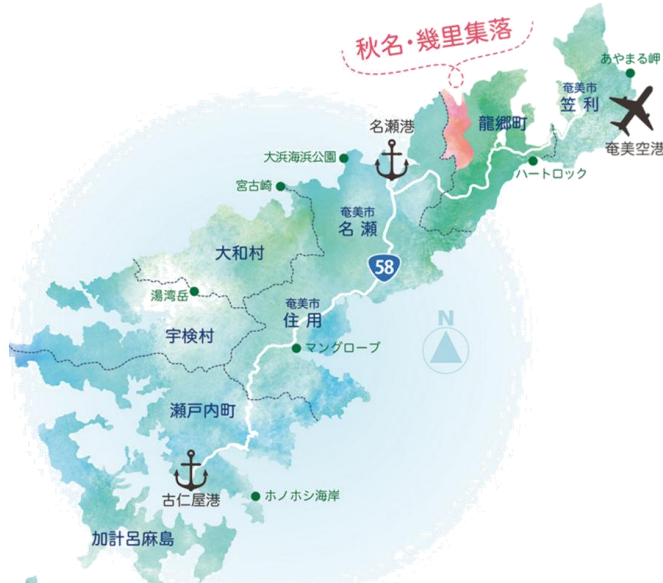 秋名・幾里集落
あやまる岬
奄美市
笠利
奄美空港
龍郷町
名瀬港
ハートロック
大浜海浜公園
宮古崎
奄美市
名瀬
大和村
58
湯湾岳
奄美市
住用
N
宇検村
マングローブ
瀬戸内町
古仁屋港
ホノホシ海岸
加計呂麻島